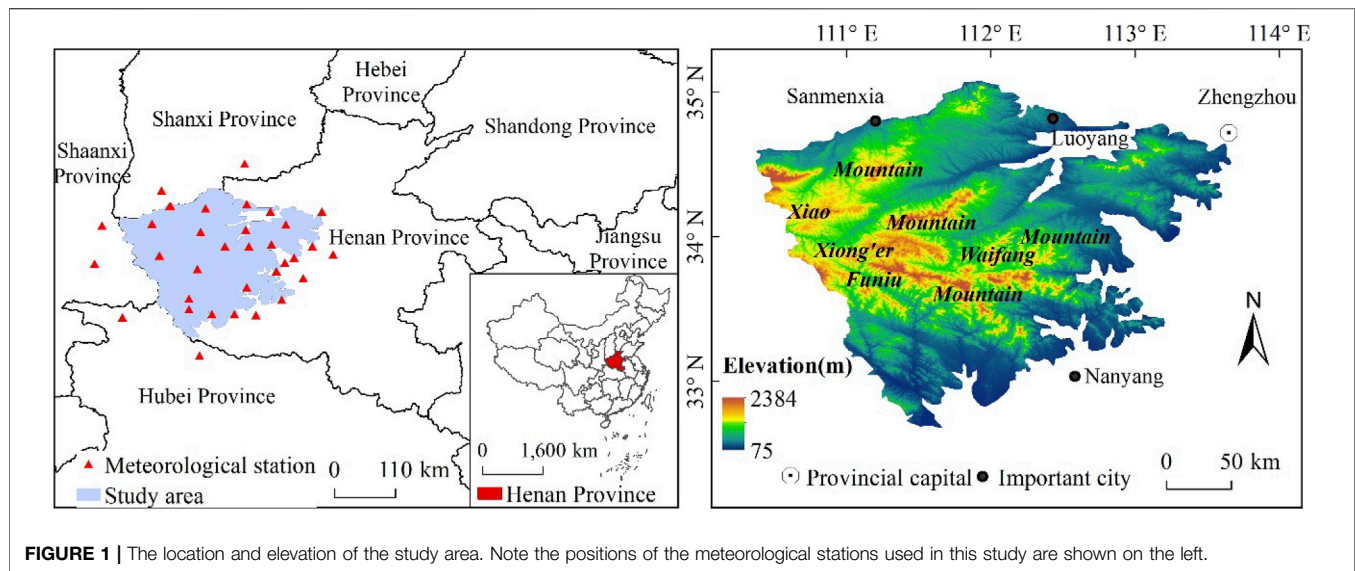 Hebei
Province
Shanxi Province
Shandong Province
Shaanxi
Province
Henan Province
Jiangsu
Province
Hubei Province
0 1,600 km
Henan Province
Meteorological station
0 110 km
Study area
111° E 112° E 113° E 114° E
35° N
34° N
33° N
Sanmenxia
Zhengzhou
Luoyang
Mountain
Xiao
Mountain
Mountain
Xiong'er
Waifang
Funiu
Mountain
N
Nanyang
Elevation(m)
2384
75
0 50 km
Provincial capital Important city
FIGURE 1 | The location and elevation of the study area. Note the positions of the meteorological stations used in this study are shown on the left.